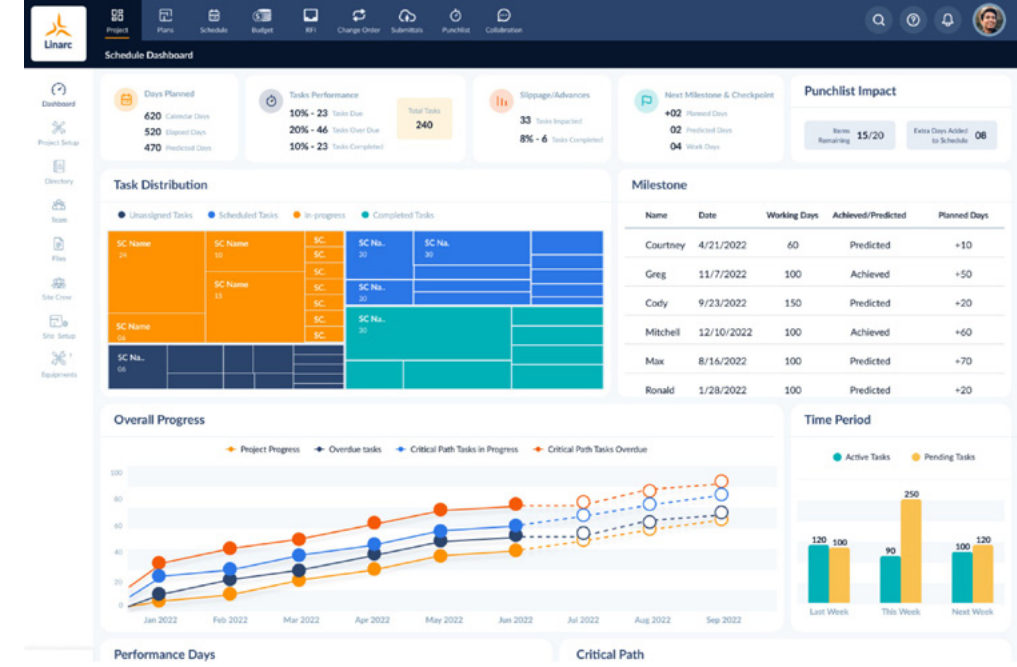 Linarc
Project
Plans
Schedule
Budget
RFI
Change Order
Submittals
Punchlist
Collabration
Schedule Dashboard
Dashboard
Project Setup
Directory
Team
Files
Site Crew
Site Setup
Equipments
Days Planned
620 Calendar Days
520 Elapsed Days
470 Predicted Days
Tasks Performance
10% - 23 Tasks Due
20% - 46 Tasks Over Due
10% - 23 Tasks Completed
Total Tasks
240
Slippage/Advances
33 Tasks Impacted
8% - 6 Tasks Completed
Next Milestone & Checkpoint
+02 Planned Days
02 Predicted Days
04 Work Days
Punchlist Impact
Items Remaining 15/20
Extra Days Added to Schedule 08
Task Distribution
Unassigned Tasks
Scheduled Tasks
In-progress
Completed Tasks
SC Name
24
SC Name
10
SC.
SC.
SC Na..
20
SC Na.
30
SC.
SC Name
15
SC.
SC Na..
20
SC.
SC Name
06
SC.
SC.
SC Na..
30
SC Na..
06
Milestone
Name Date Working Days Achieved/Predicted Planned Days
Courtney 4/21/2022 60 Predicted +10
Greg 11/7/2022 100 Achieved +50
Cody 9/23/2022 150 Predicted +20
Mitchell 12/10/2022 100 Achieved +60
Max 8/16/2022 100 Predicted +70
Ronald 1/28/2022 100 Predicted +20
Overall Progress
Project Progress
Overdue tasks
Critical Path Tasks in Progress
Critical Path Tasks Overdue
100
80
60
40
20
0
Jan 2022 Feb 2022 Mar 2022 Apr 2022 May 2022 Jun 2022 Jul 2022 Aug 2022 Sep 2022
Time Period
Active Tasks
Pending Tasks
120 100 90 250 100 120
Last Week This Week Next Week
Performance Days
Critical Path